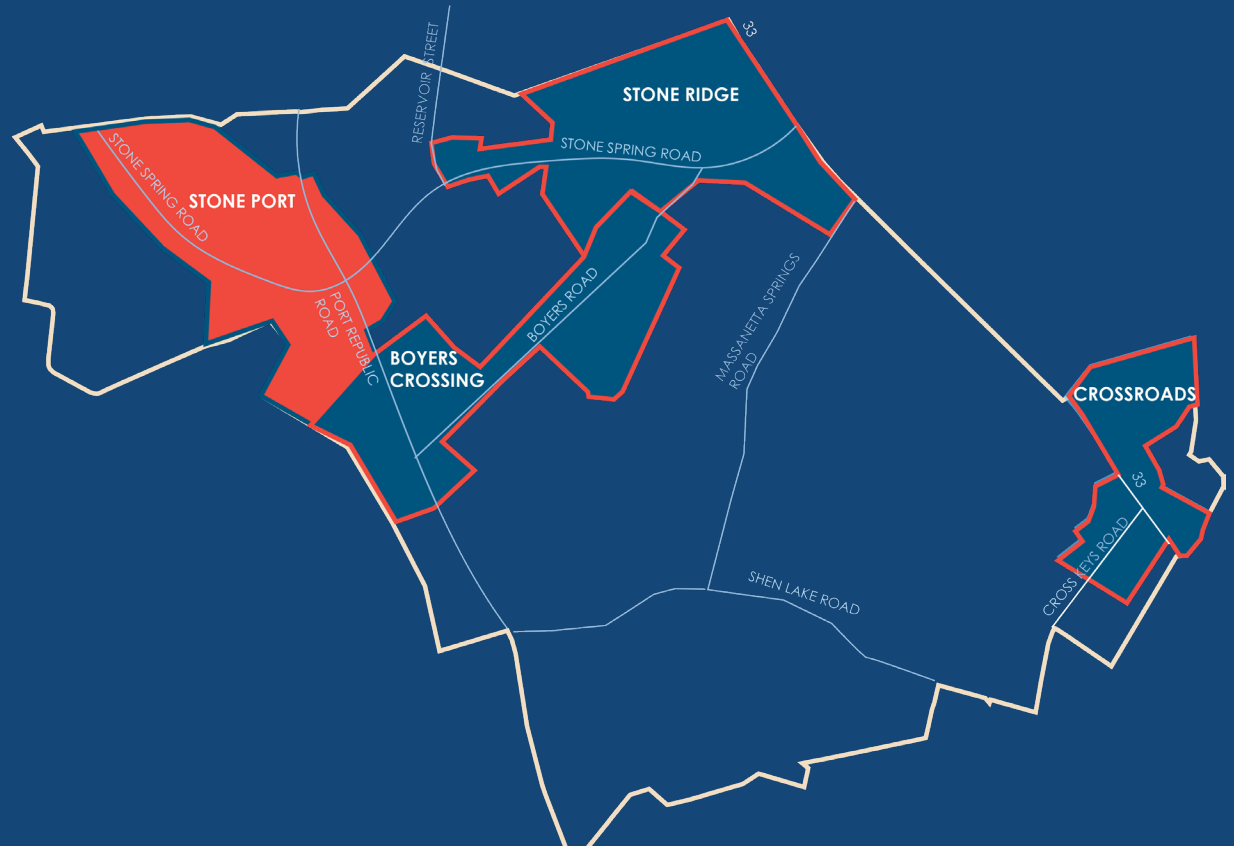 33
RESERVOIR STREET
STONE RIDGE
STONE SPRING ROAD
STONE SPRING ROAD
STONE PORT
PORT REPUBLIC
ROAD
BOYERS ROAD
MASSANETTA SPRINGS
ROAD
BOYERS
CROSSING
CROSSROADS
33
CROSS KEYS ROAD
SHEN LAKE ROAD